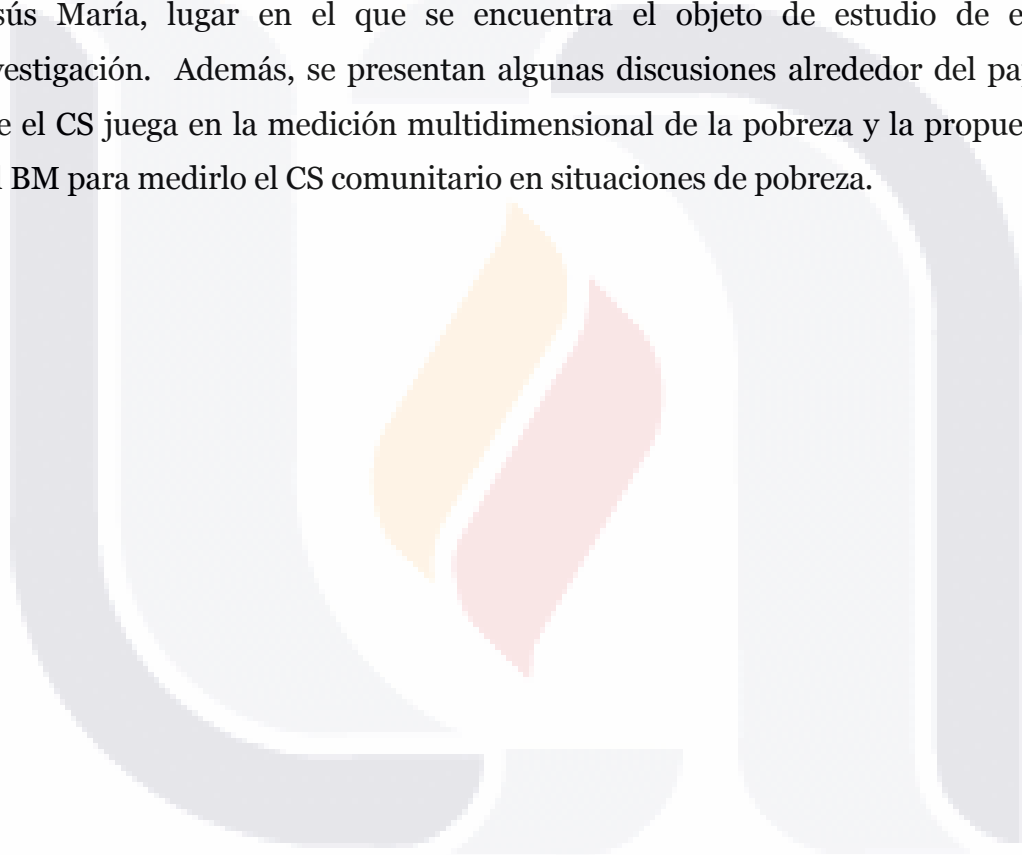 sús María, lugar en el que se encuentra el objeto de estudio de e
vestigación. Además, se presentan algunas discusiones alrededor del pa
e el CS juega en la medición multidimensional de la pobreza y la propue
l BM para medirlo el CS comunitario en situaciones de pobreza.